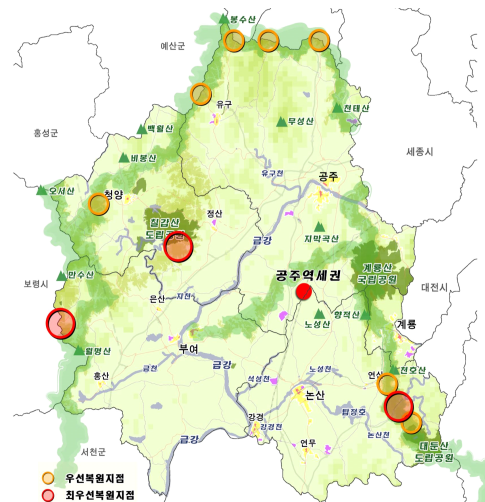 봉수산
예산군
유구
천태산
무성산
백월산
홍성군
비봉산
세종시
유구천
오서산
청양
공주
칠갑산
도립공원
정산
금강
지막곡산
계룡산
국립공원
만수산
공주역세권
보령시
대전시
은산
지천
노성산
향적산
계룡
월명산
부여
금천
금강
연산
천호산
홍산
석성천
노성천
논산
탑정호
강경
강경천
논산천
금강
연무
대둔산
도립공원
서천군
우선복원지점
최우선복원지점